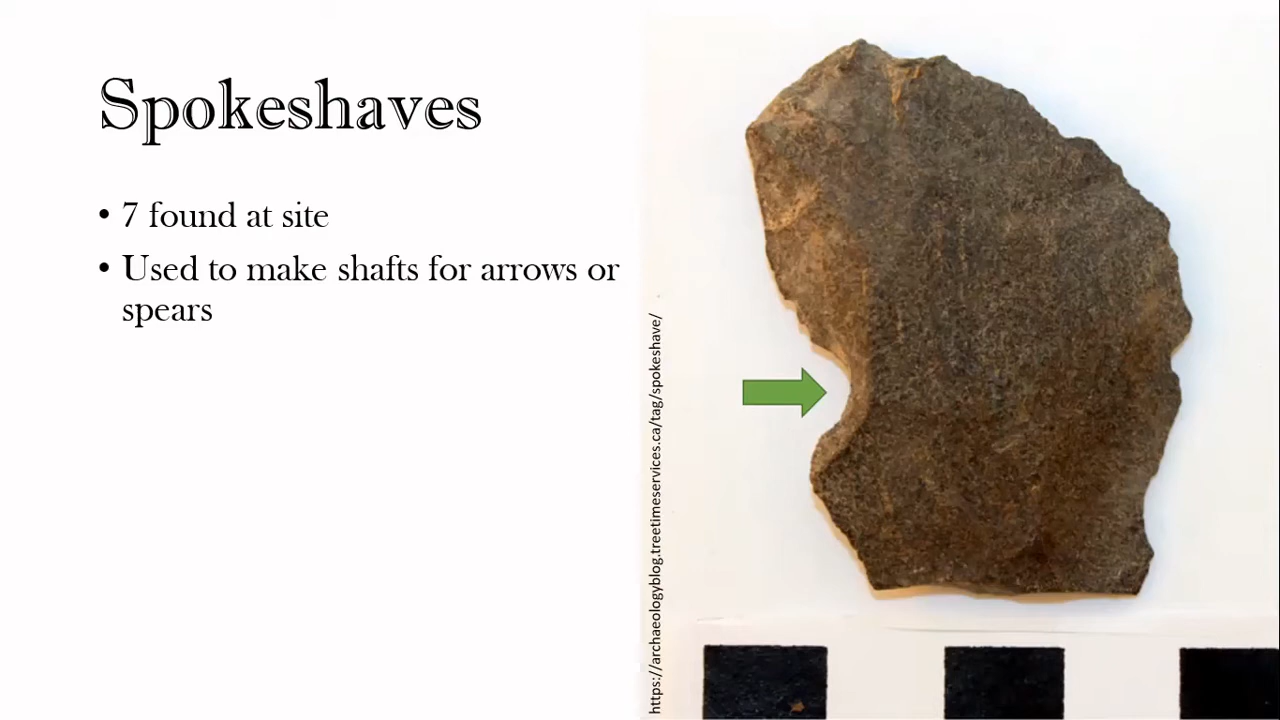 Spokeshaves
• 7 found at site
• Used to make shafts for arrows or
spears
https://archaeologyblog.treetimeservices.ca/tag/spokeshave/